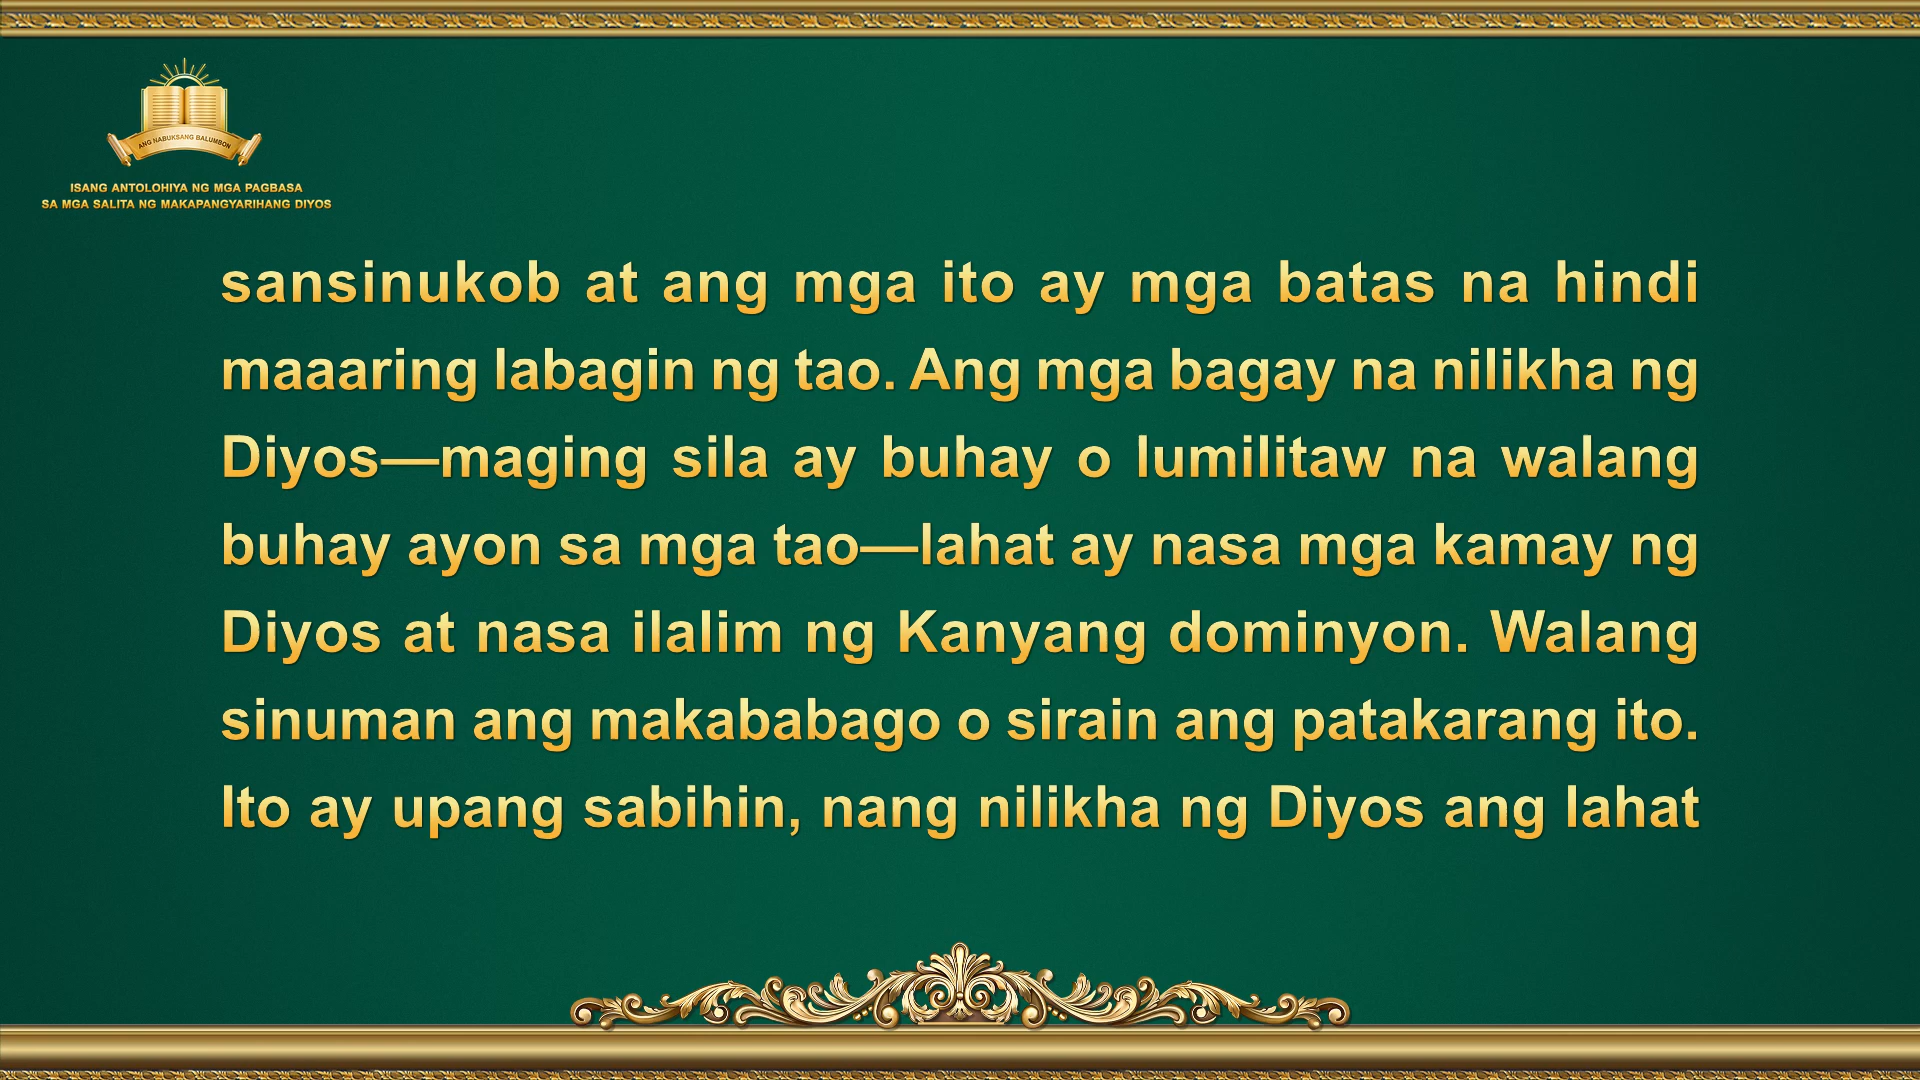 ANG NABUKSANG BALUMBON
ISANG ANTOLOHIYA NG MGA PAGBASA
SA MGA SALITA NG MAKAPANGYARIHANG DIYOS
sansinukob at ang mga ito ay mga batas na hindi
maaaring labagin ng tao. Ang mga bagay na nilikha ng
Diyos—maging sila ay buhay o lumilitaw na walang
buhay ayon sa mga tao—lahat ay nasa mga kamay ng
Diyos at nasa ilalim ng Kanyang dominyon. Walang
sinuman ang makababago o sirain ang patakarang ito.
Ito ay upang sabihin, nang nilikha ng Diyos ang lahat